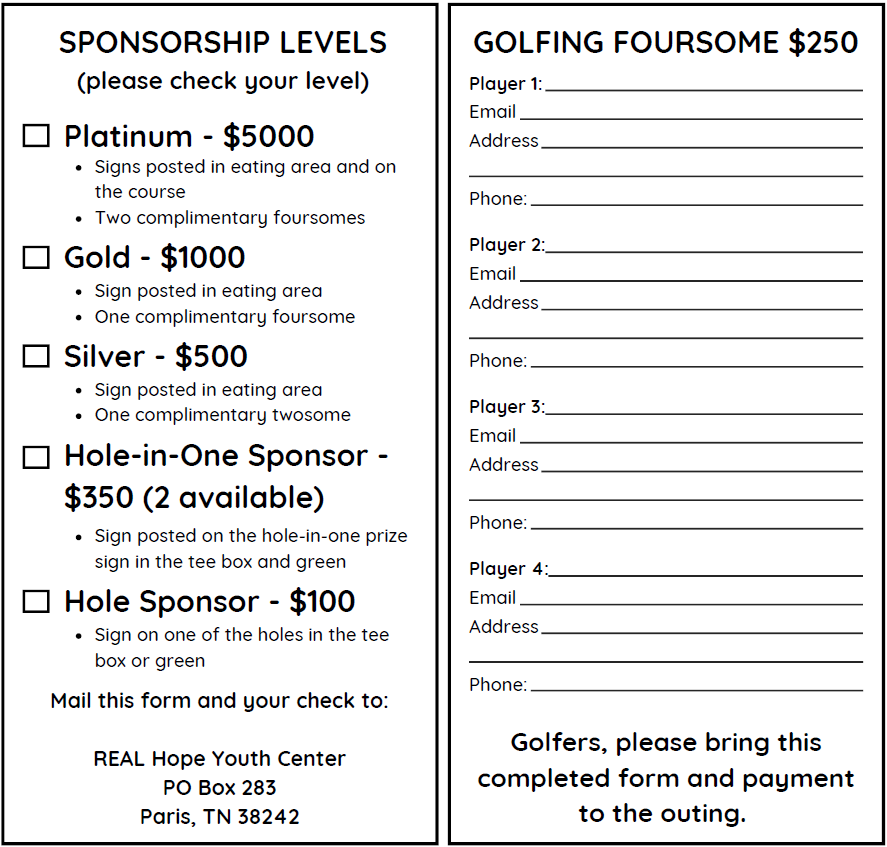 SPONSORSHIP LEVELS
(please check your level)
Platinum - $5000
• Signs posted in eating area and on
the course
• Two complimentary foursomes
Gold - $1000
• Sign posted in eating area
• One complimentary foursome
Silver - $500
• Sign posted in eating area
• One complimentary twosome
Hole-in-One Sponsor -
$350 (2 available)
• Sign posted on the hole-in-one prize
sign in the tee box and green
Hole Sponsor - $100
• Sign on one of the holes in the tee
box or green
Mail this form and your check to:
REAL Hope Youth Center
PO Box 283
Paris, TN 38242
GOLFING FOURSOME $250
Player 1:
Email
Address
Phone:
Player 2:
Email
Address
Phone:
Player 3:
Email
Address
Phone:
Player 4:
Email
Address
Phone:
Golfers, please bring this
completed form and payment
to the outing.